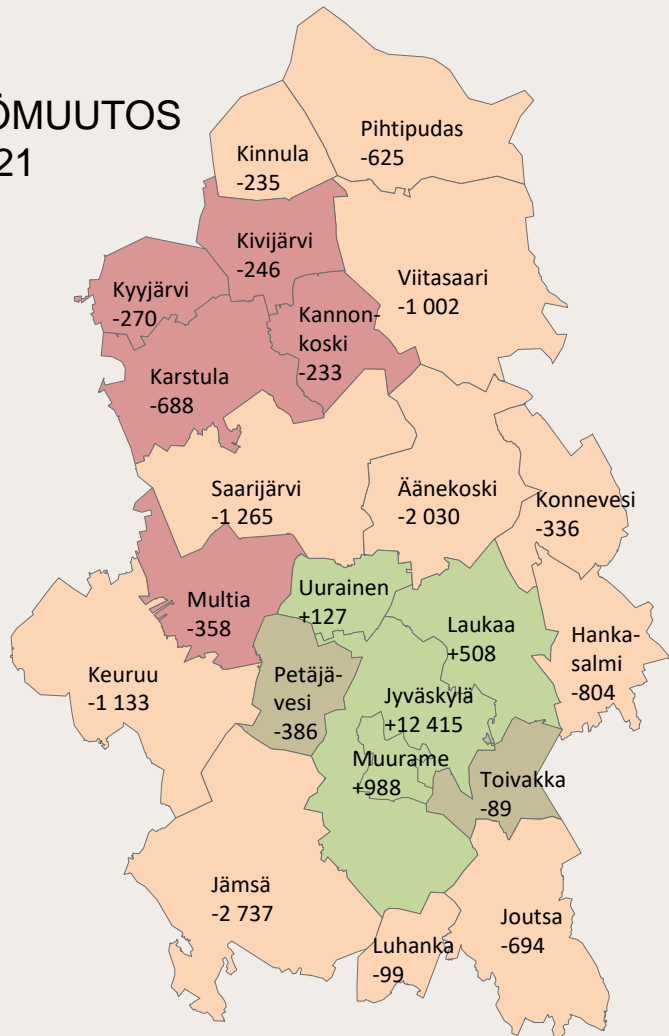 ÖMUUTOS
21
Pihtipudas
-625
Kinnula
-235
Kivijärvi
-246
Viitasaari
-1 002
Kyyjärvi
-270
Kannon-
koski
-233
Karstula
-688
Saarijärvi
-1 265
Äänekoski
-2 030
Konnevesi
-336
Uurainen
+127
Multia
-358
Laukaa
+508
Hanka-
salmi
-804
Keuruu
-1 133
Petäjä-
vesi
-386
Jyväskylä
+12 415
Muurame
+988
Toivakka
-89
Jämsä
-2 737
Joutsa
-694
Luhanka
-99